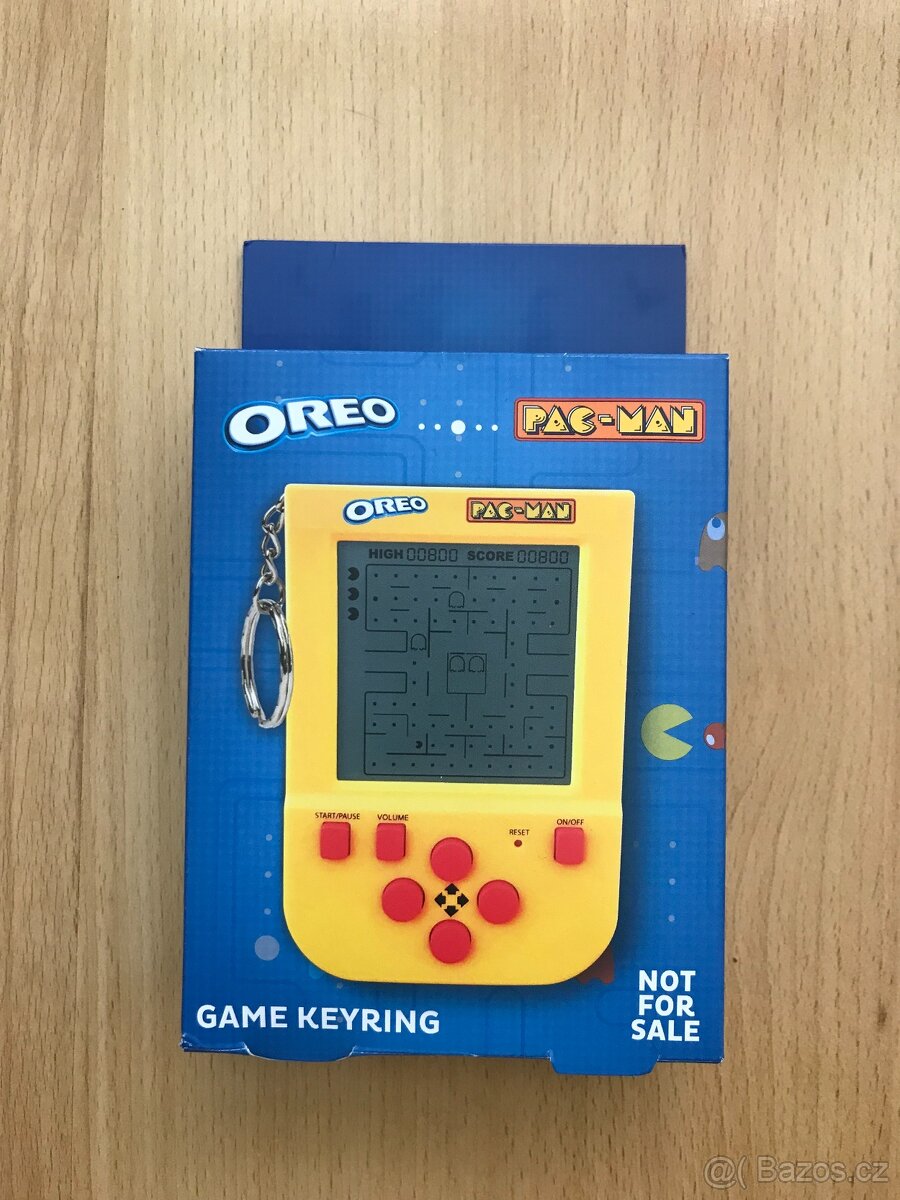 OREO PAC-MAN
OREO PAC-MAN
HIGH 00800 SCORE 00800
START/PAUSE VOLUME RESET ON/OFF
GAME KEYRING
NOT
FOR
SALE
@( Bazos.cz